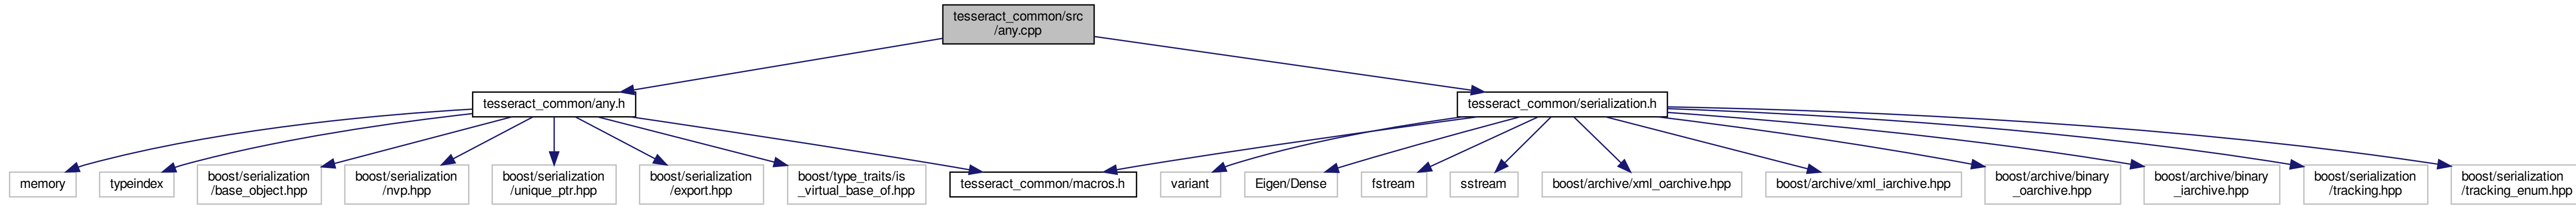 tesseract_common/src
/any.cpp
tesseract_common/any.h
tesseract_common/serialization.h
memory
typeindex
boost/serialization
/base_object.hpp
boost/serialization
/nvp.hpp
boost/serialization
/unique_ptr.hpp
boost/serialization
/export.hpp
boost/type_traits/is
_virtual_base_of.hpp
tesseract_common/macros.h
variant
Eigen/Dense
fstream
sstream
boost/archive/xml_oarchive.hpp
boost/archive/xml_iarchive.hpp
boost/archive/binary
_oarchive.hpp
boost/archive/binary
_iarchive.hpp
boost/serialization
/tracking.hpp
boost/serialization
/tracking_enum.hpp